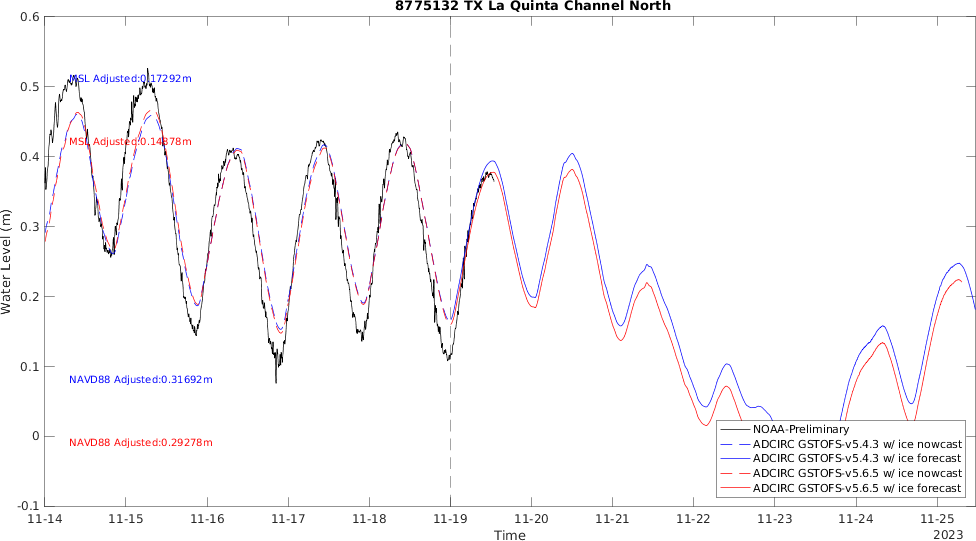 8775132 TX La Quinta Channel North
0.6
0.5
0.4
0.3
0.2
0.1
0
-0.1
Water Level (m)
MSL Adjusted:0.17292m
MSL Adjusted:0.14878m
NAVD88 Adjusted:0.31692m
NAVD88 Adjusted:0.29278m
NOAA-Preliminary
ADCIRC GSTOFS-v5.4.3 w/ ice nowcast
ADCIRC GSTOFS-v5.4.3 w/ ice forecast
ADCIRC GSTOFS-v5.6.5 w/ ice nowcast
ADCIRC GSTOFS-v5.6.5 w/ ice forecast
11-14 11-15 11-16 11-17 11-18 11-19 11-20 11-21 11-22 11-23 11-24 11-25
Time
2023